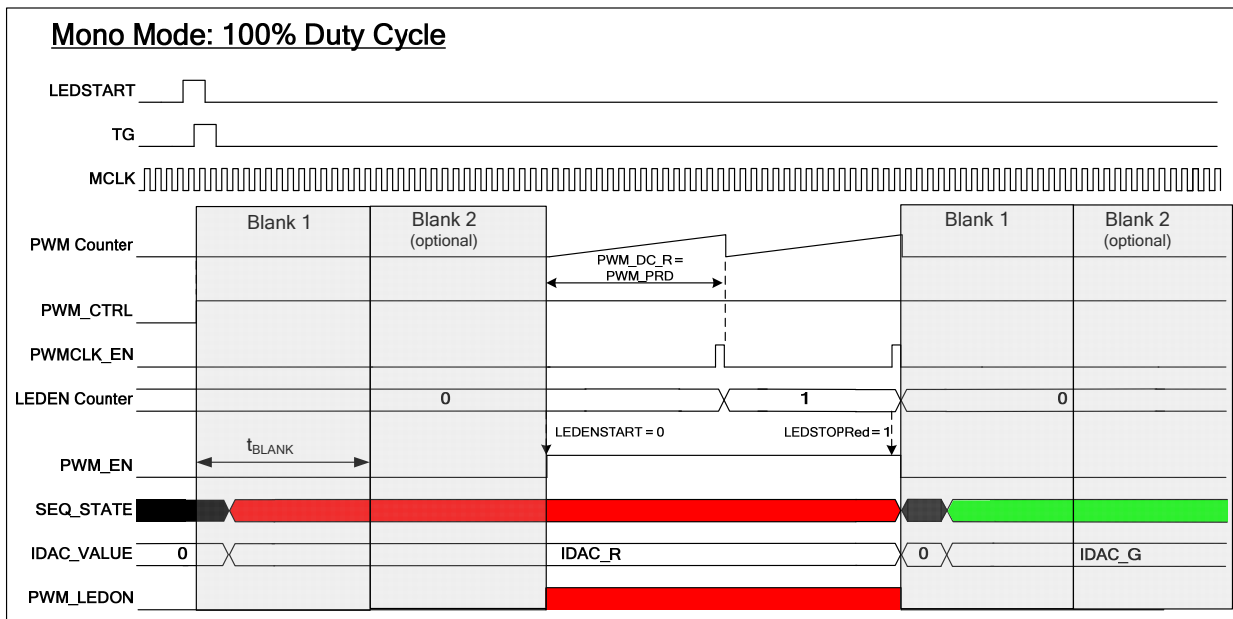 Mono Mode: 100% Duty Cycle
LEDSTART
TG
MCLK
Blank 1
Blank 2
(optional)
Blank 1
Blank 2
(optional)
PWM Counter
PWM_DC_R =
PWM_PRD
PWM_CTRL
PWMCLK_EN
LEDEN Counter
0
1
0
LEDENSTART = 0
LEDSTOPRed = 1
tBLANK
PWM_EN
SEQ_STATE
IDAC_VALUE
0
IDAC_R
0
IDAC_G
PWM_LEDON